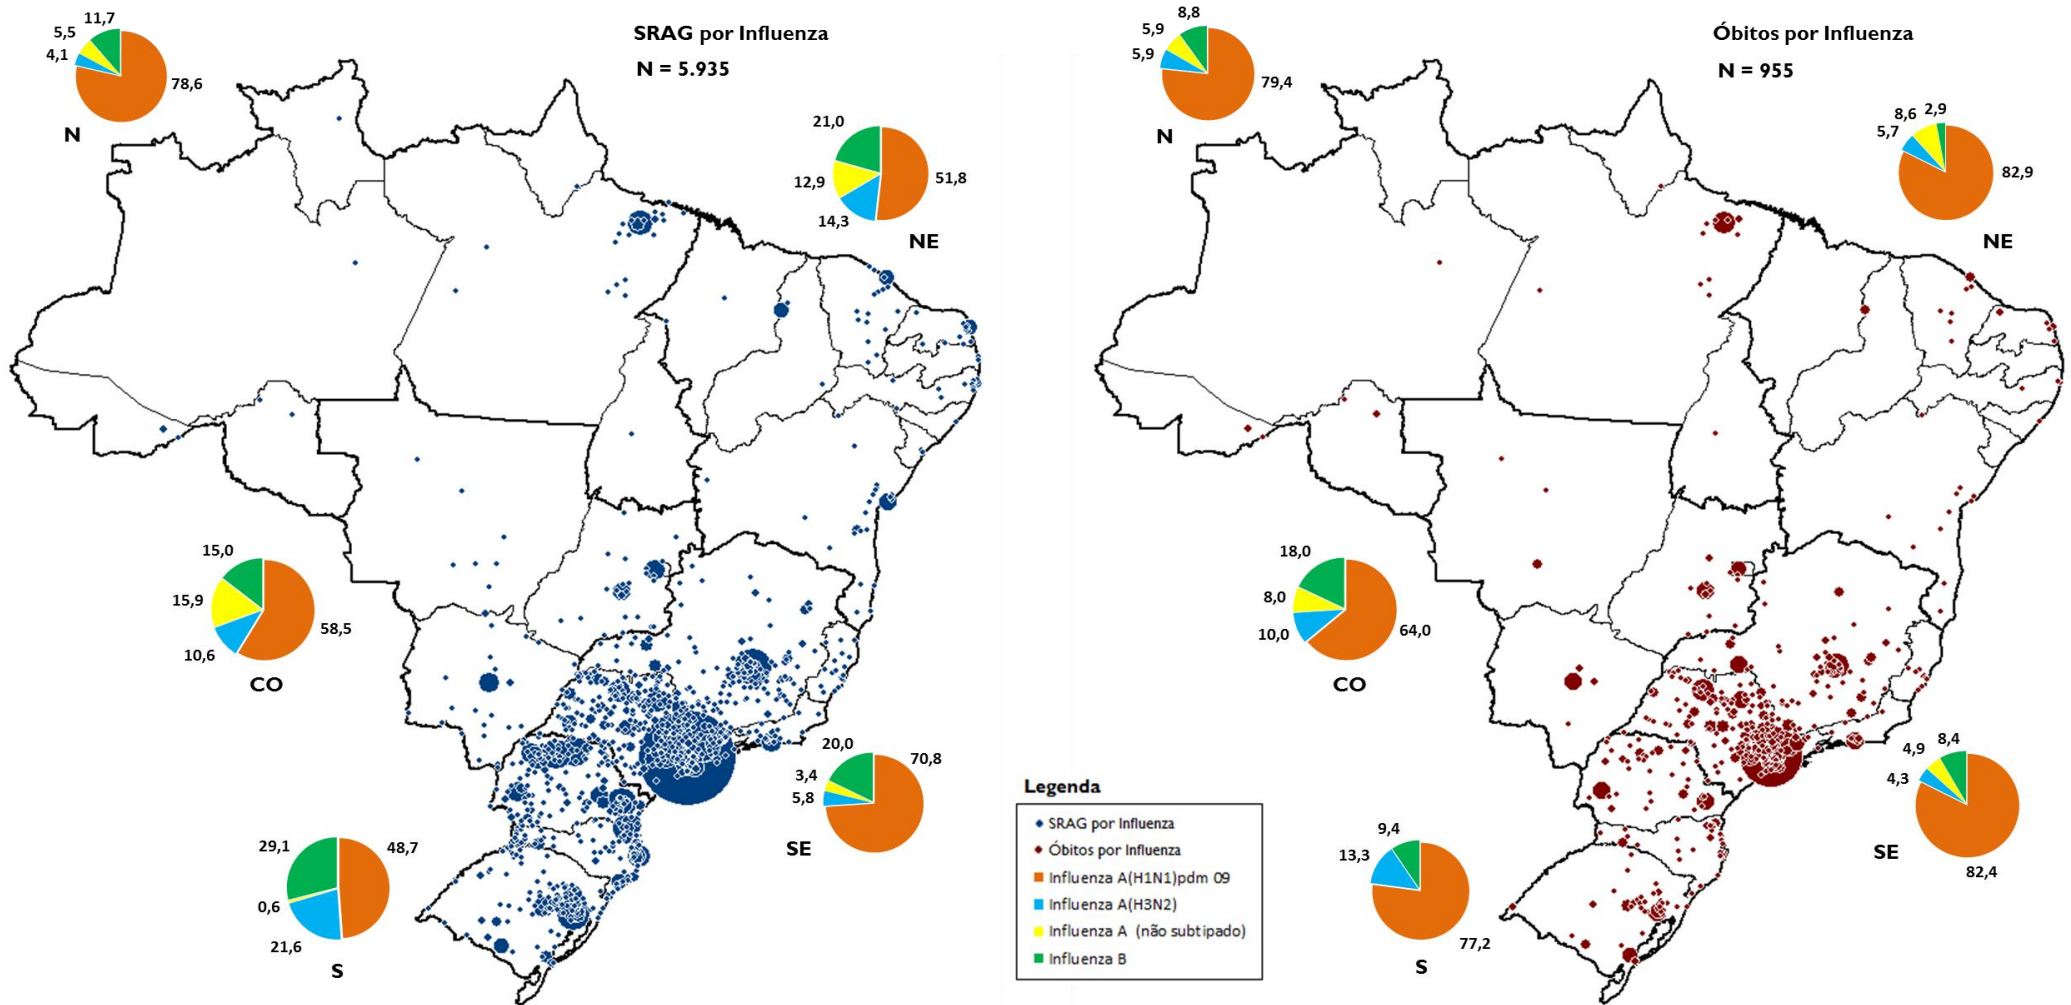 SRAG por Influenza
N = 5.935
11,7
5,5
4,1
78,6
N
21,0
12,9
51,8
14,3
NE
15,0
15,9
58,5
10,6
CO
20,0
70,8
3,4
5,8
SE
29,1
48,7
0,6
21,6
S
Óbitos por Influenza
N = 955
8,8
5,9
5,9
79,4
N
8,6 2,9
5,7
82,9
NE
18,0
8,0
10,0
64,0
CO
4,9 8,4
4,3
SE
82,4
9,4
13,3
77,2
S
Legenda
SRAG por Influenza
Óbitos por Influenza
Influenza A(H1N1)pdm 09
Influenza A(H3N2)
Influenza A (não subtipado)
Influenza B